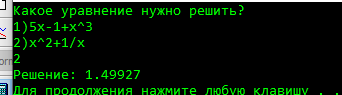 Какое уравнение нужно решить?
1)5x-1+x^3
2)x^2+1/x
2
Решение: 1.49927
Для продолжения нажмите любую клавишу . .